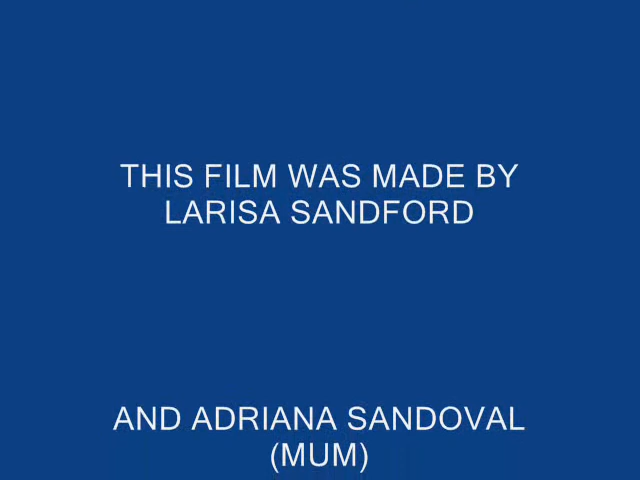 THIS FILM WAS MADE BY
LARISA SANDFORD
AND ADRIANA SANDOVAL
(MUM)